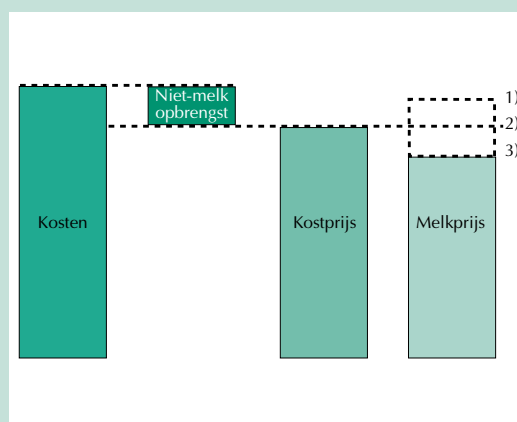 Niet-melk
opbrengst
1)
2)
3)
Kosten
Kostprijs
Melkprijs